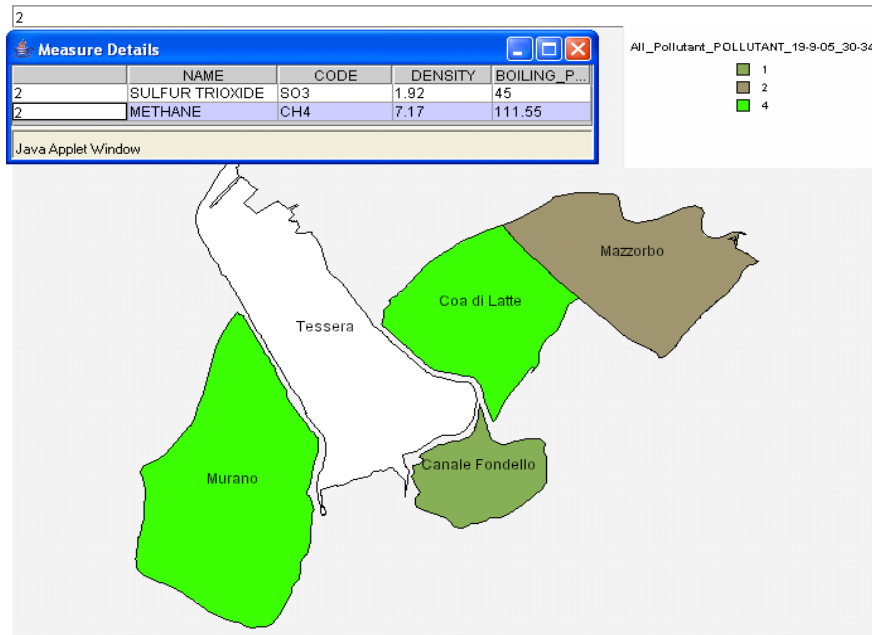 2
Measure Details
NAME CODE DENSITY BOILING_P...
2 SULFUR TRIOXIDE SO3 1.92 45
2 METHANE CH4 7.17 111.55
Java Applet Window
All_Pollutant_POLLUTANT_19-9-05_30-34
1
2
4
Mazzorbo
Coa di Latte
Tessera
Canale Fondello
Murano